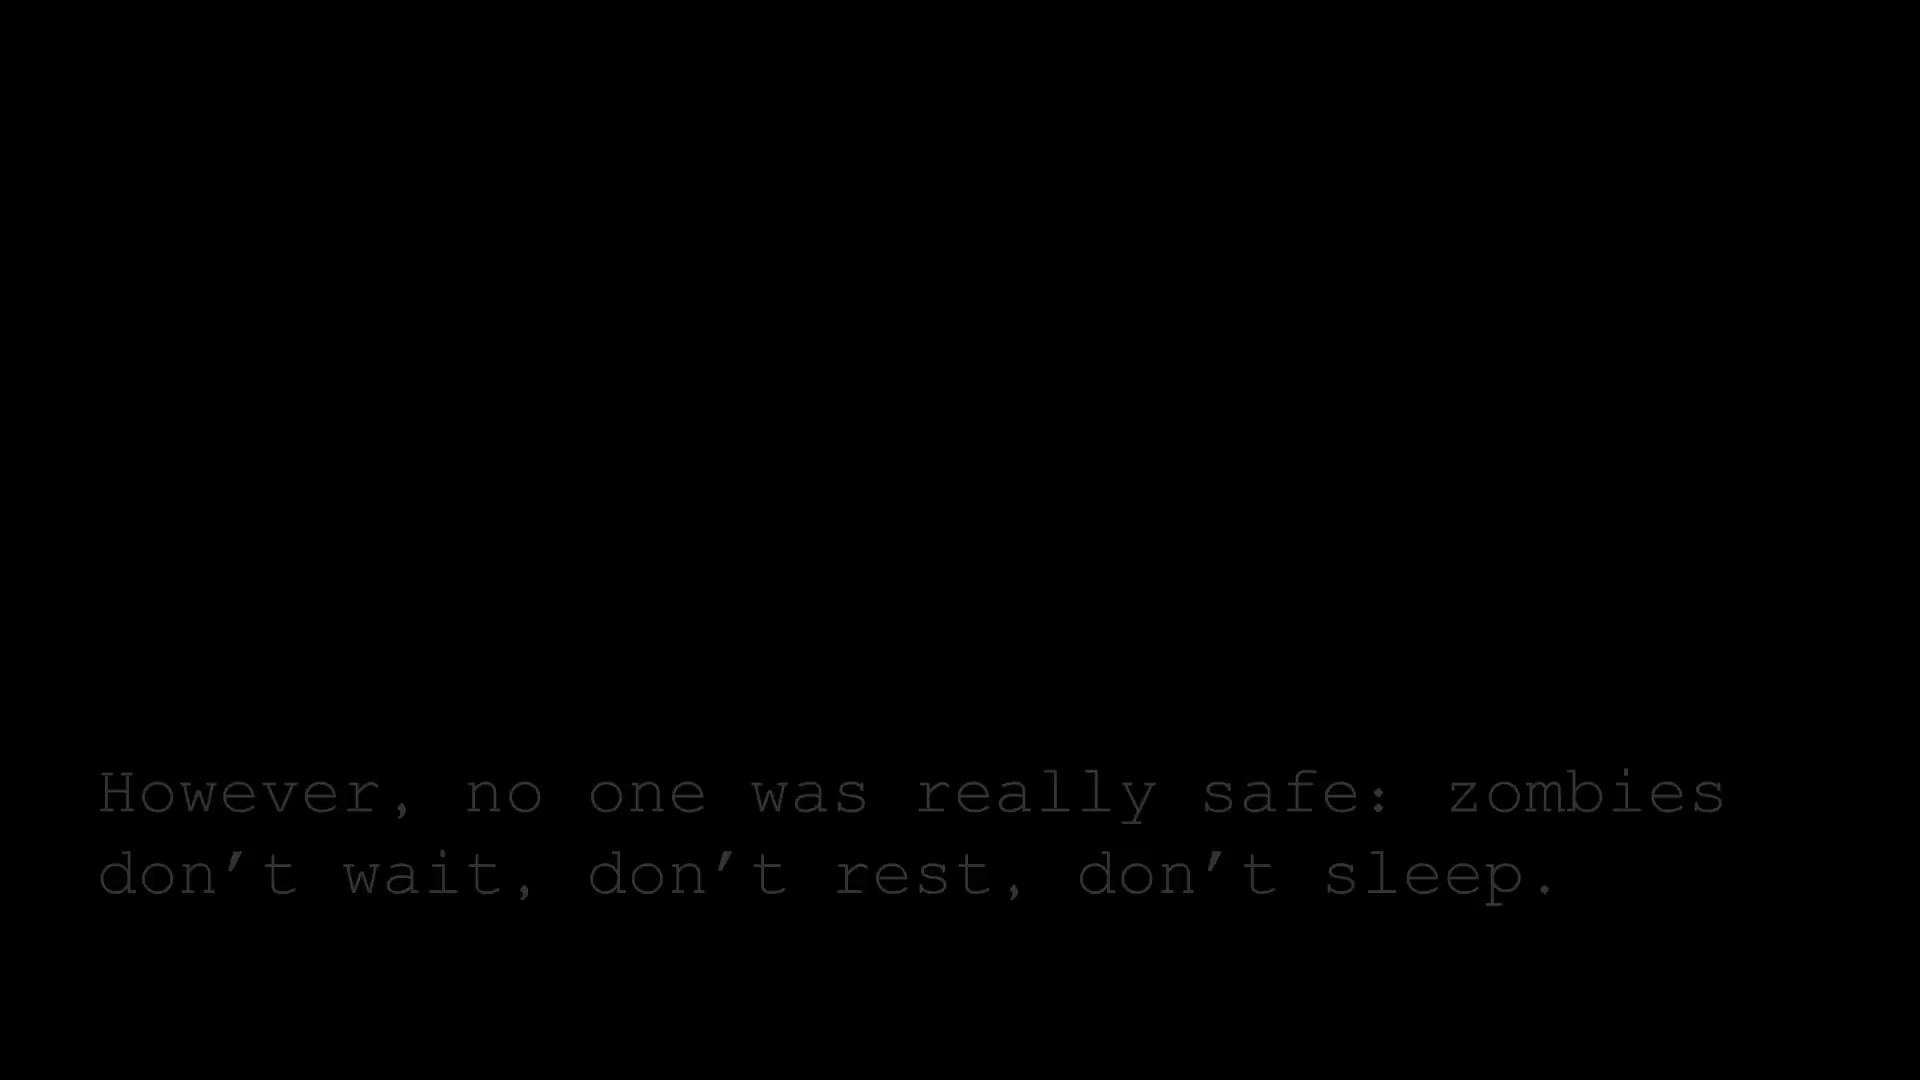 However, no one was really safe: zombies
don’t wait, don’t rest, don’t sleep.